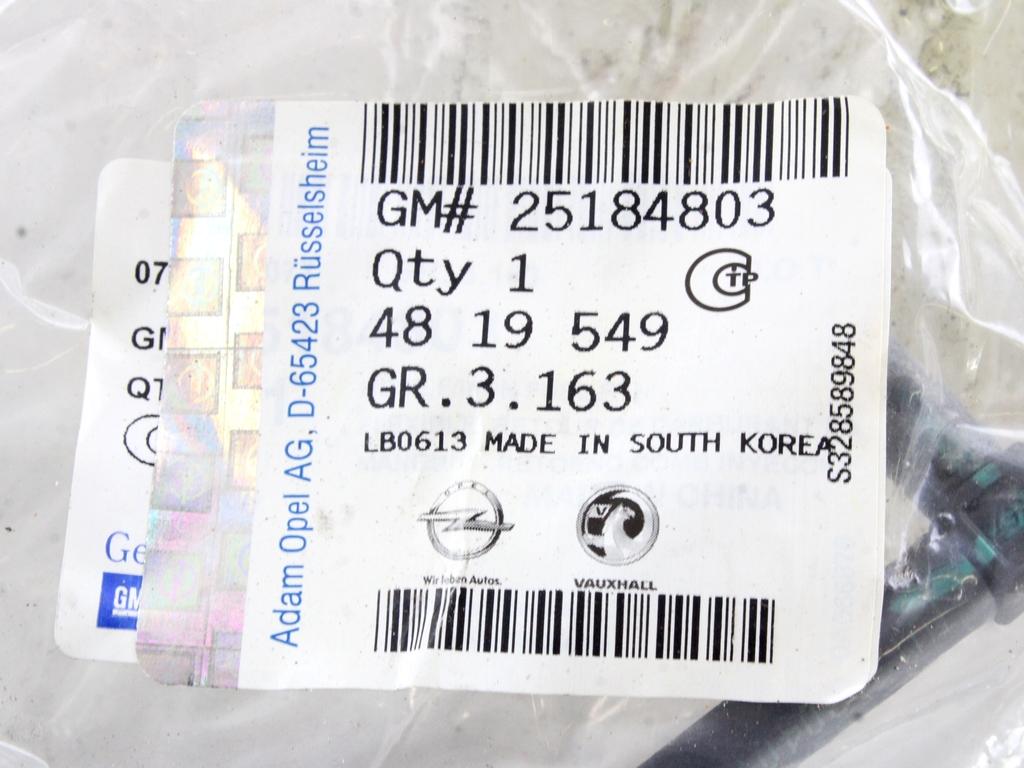 GM# 25184803
Qty 1
48 19 549
GR.3.163
LB0613 MADE IN SOUTH KOREA
S328589848
Adam Opel AG, D-65423 Rüsselsheim
OPEL
Wir leben Autos.
VAUXHALL
07
QT
Ge
GM
MADE IN CHINA